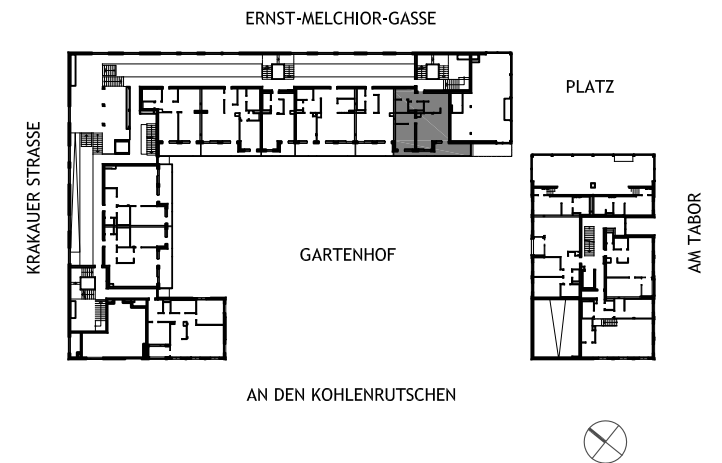 ERNST-MELCHIOR-GASSE
PLATZ
KRAKAUER STRASSE
AM TABOR
GARTENHOF
AN DEN KOHLENRUTSCHEN